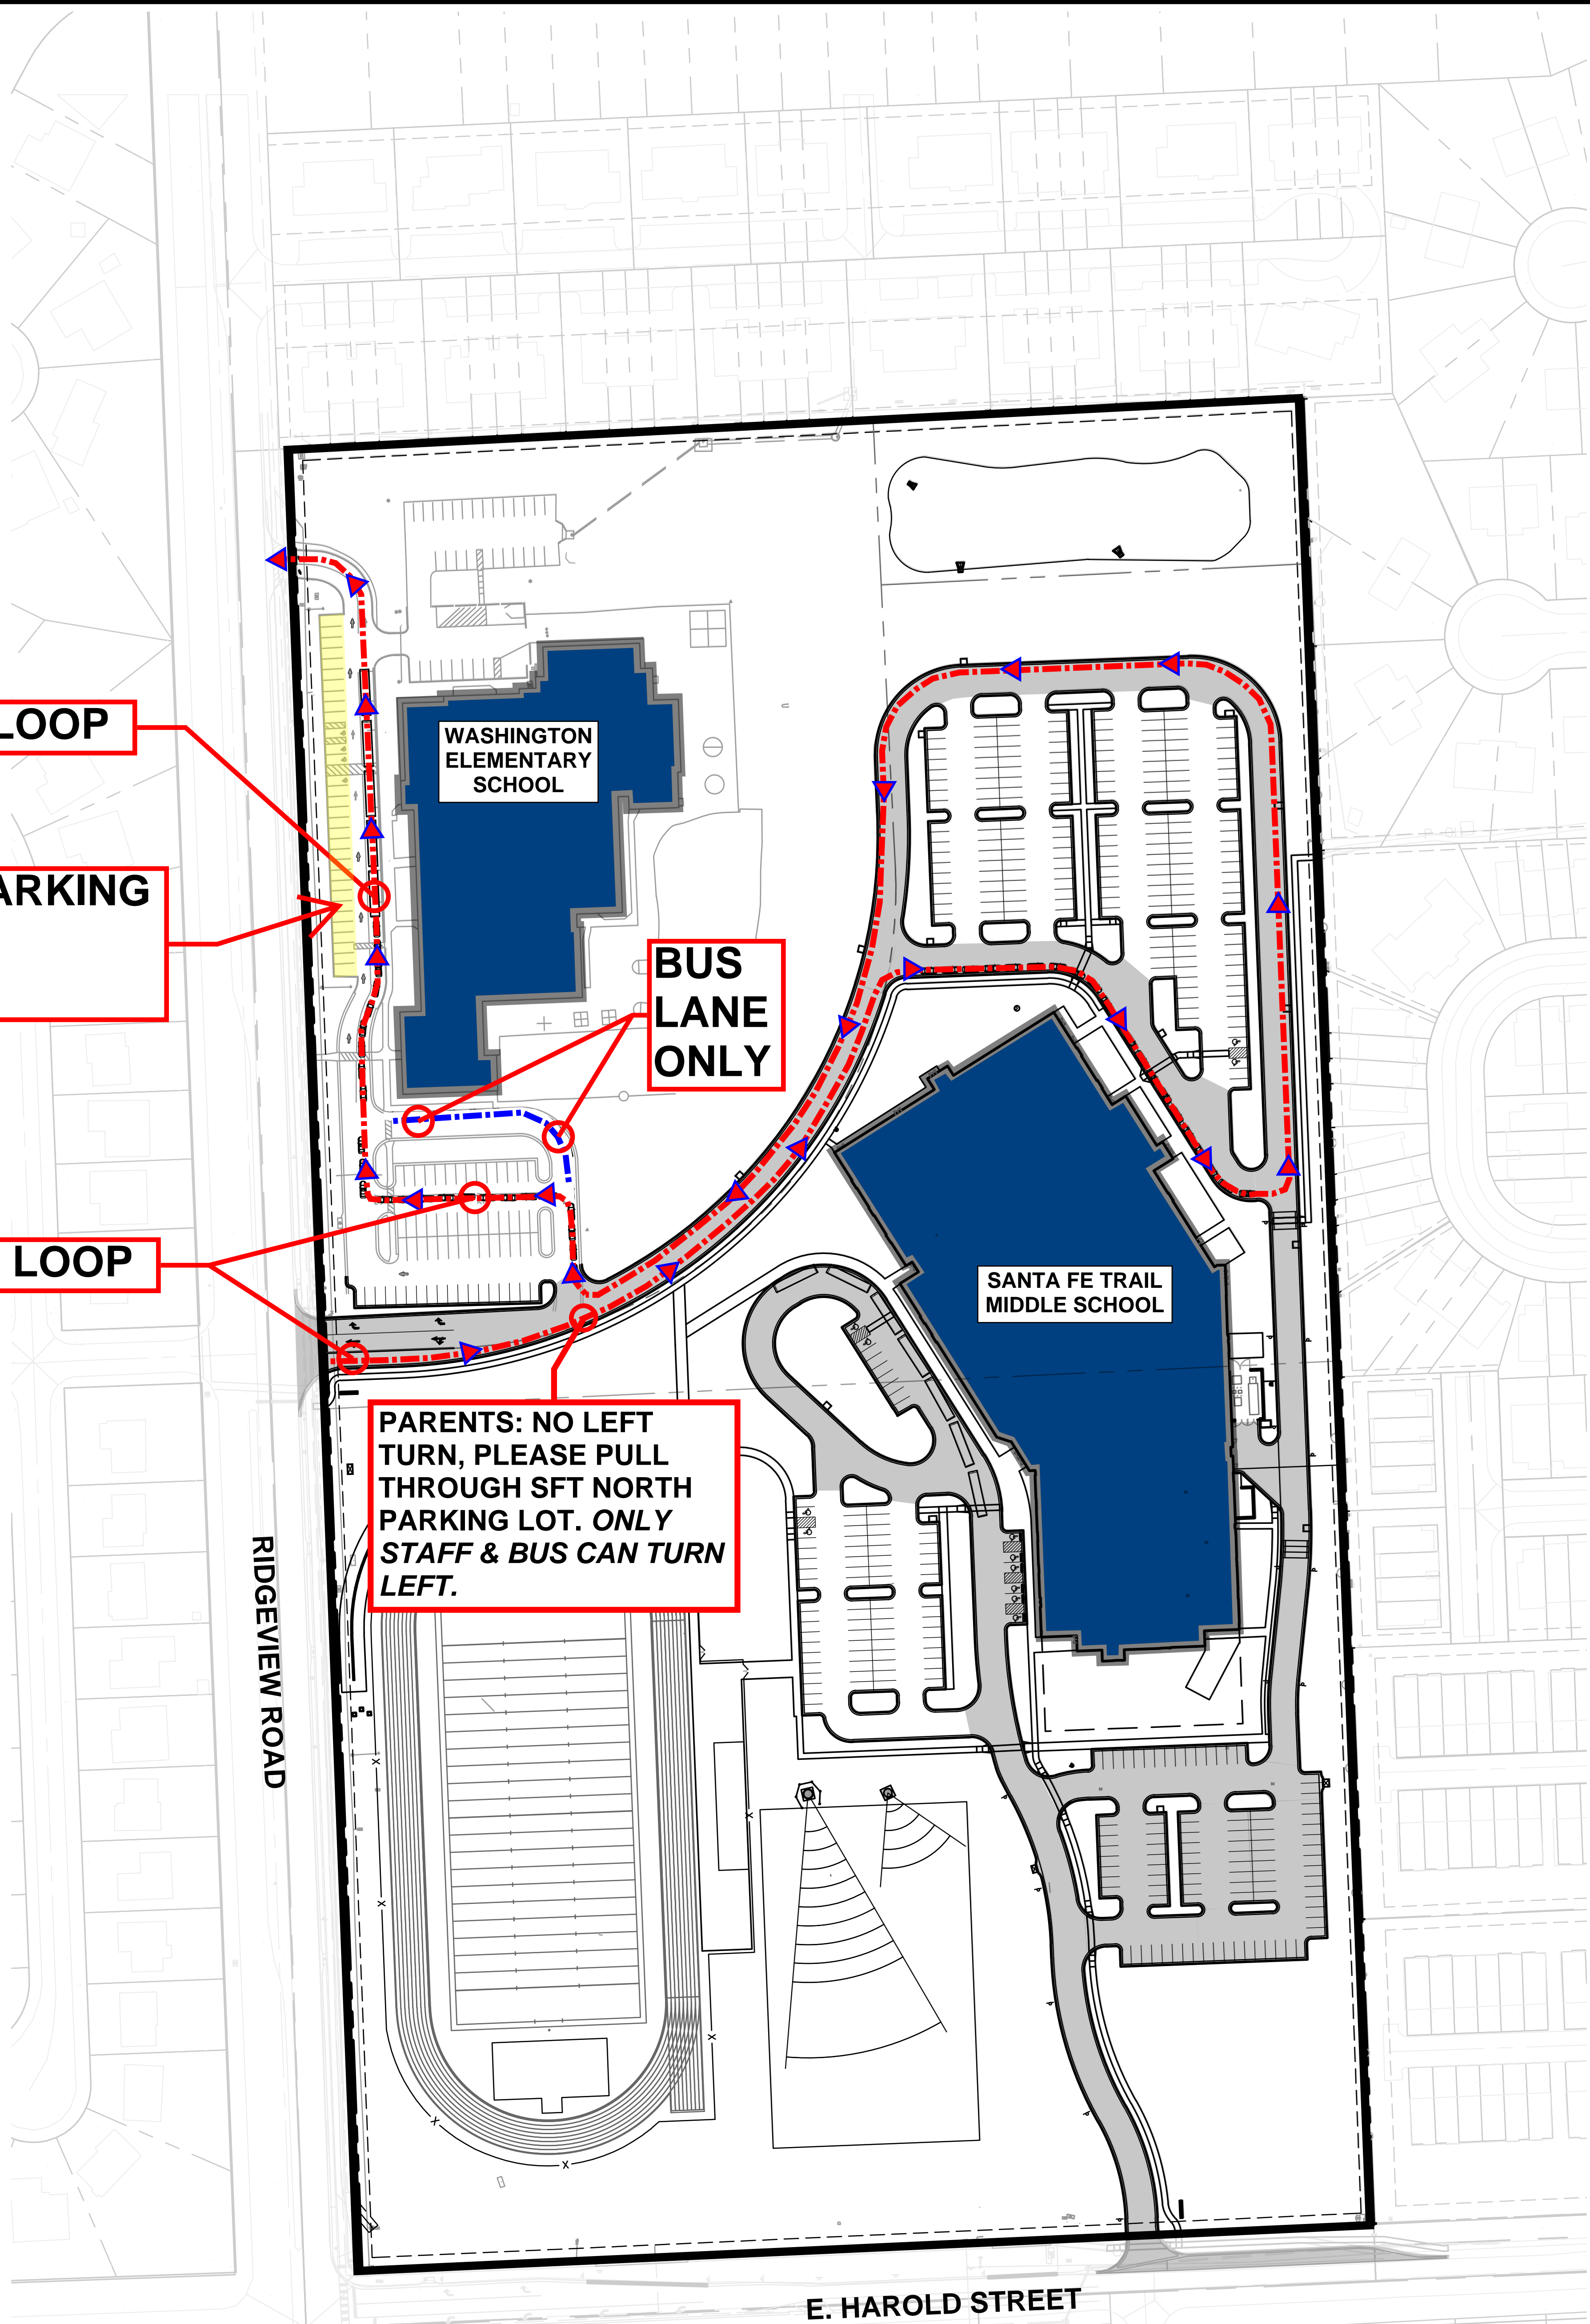 LOOP
WASHINGTON
ELEMENTARY
SCHOOL
ARKING
BUS
LANE
ONLY
LOOP
SANTA FE TRAIL
MIDDLE SCHOOL
PARENTS: NO LEFT
TURN, PLEASE PULL
THROUGH SFT NORTH
PARKING LOT. ONLY
STAFF & BUS CAN TURN
LEFT.
RIDGEVIEW ROAD
E. HAROLD STREET